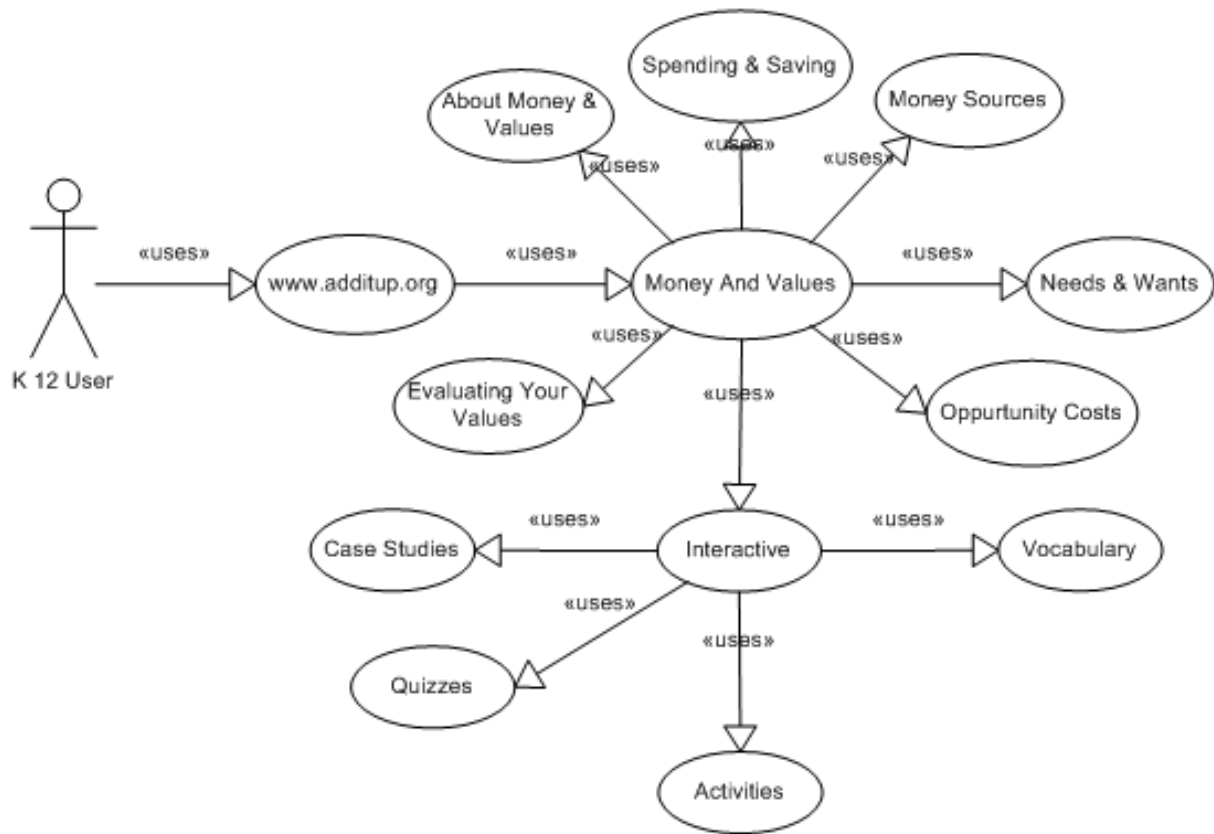 Spending & Saving
About Money &
Values
Money Sources
«uses»
«uses»
«uses»
«uses»
«uses»
«uses»
www.additup.org
Money And Values
Needs & Wants
K 12 User
«uses»
«uses»
Evaluating Your
Values
«uses»
Oppurtunity Costs
«uses»
«uses»
Case Studies
Interactive
Vocabulary
«uses»
«uses»
Quizzes
Activities